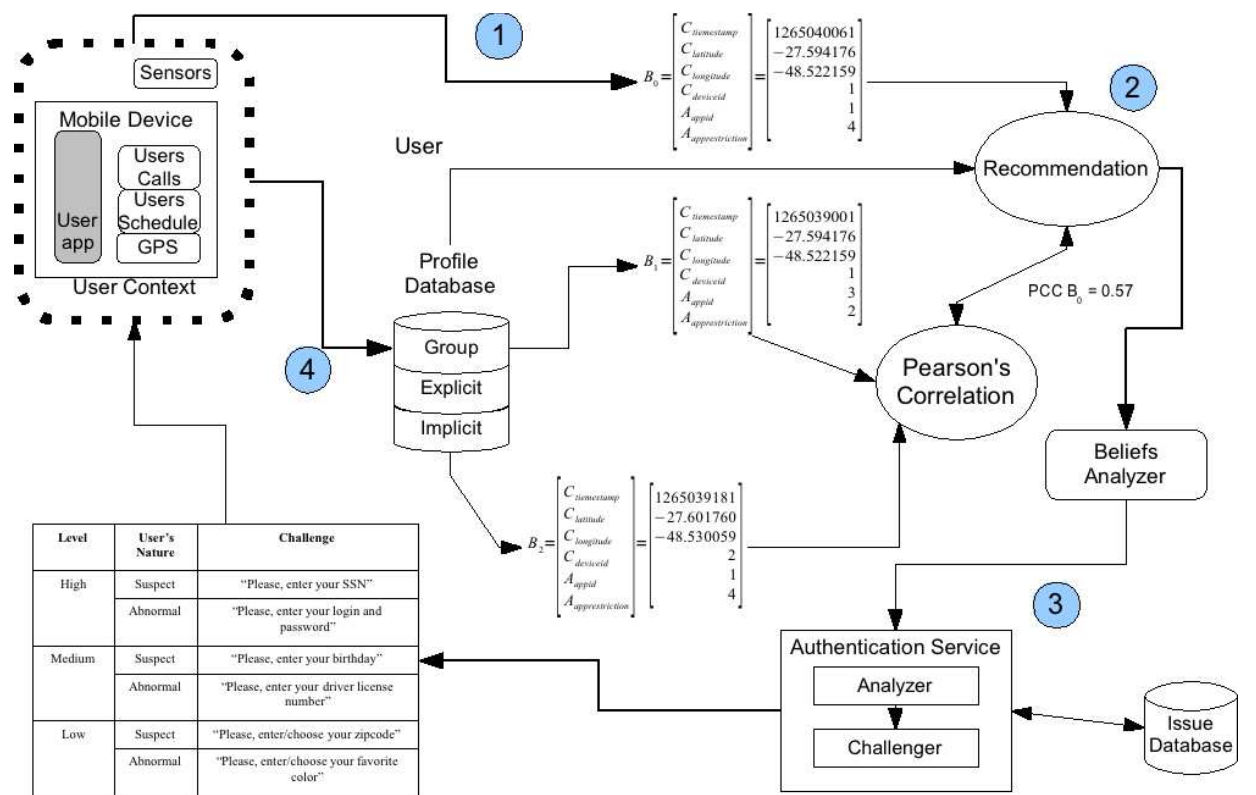 1
Sensors
Mobile Device
User
app
Users
Calls
Users
Schedule
GPS
User Context
B0=
C tiemestamp
C latitude
C longitude
C deviceid
A appid
A apprestriction
=
1265040061
−27.594176
−48.522159
1
1
4
2
Recommendation
User
Profile
Database
Group
Explicit
Implicit
4
B1=
C tiemestamp
C latitude
C longitude
C deviceid
A appid
A apprestriction
=
1265039001
−27.594176
−48.522159
1
3
2
PCC B0 = 0.57
Pearson's
Correlation
Beliefs
Analyzer
B2=
C tiemestamp
C latitude
C longitude
C deviceid
A appid
A apprestriction
=
1265039181
−27.601760
−48.530059
2
1
4
3
Authentication Service
Analyzer
Challenger
Issue
Database
Level
User's
Nature
Challenge
High
Suspect
“Please, enter your SSN”
Abnormal
“Please, enter your login and
password”
Medium
Suspect
“Please, enter your birthday”
Abnormal
“Please, enter your driver license
number”
Low
Suspect
“Please, enter/choose your zipcode”
Abnormal
“Please, enter/choose your favorite
color”